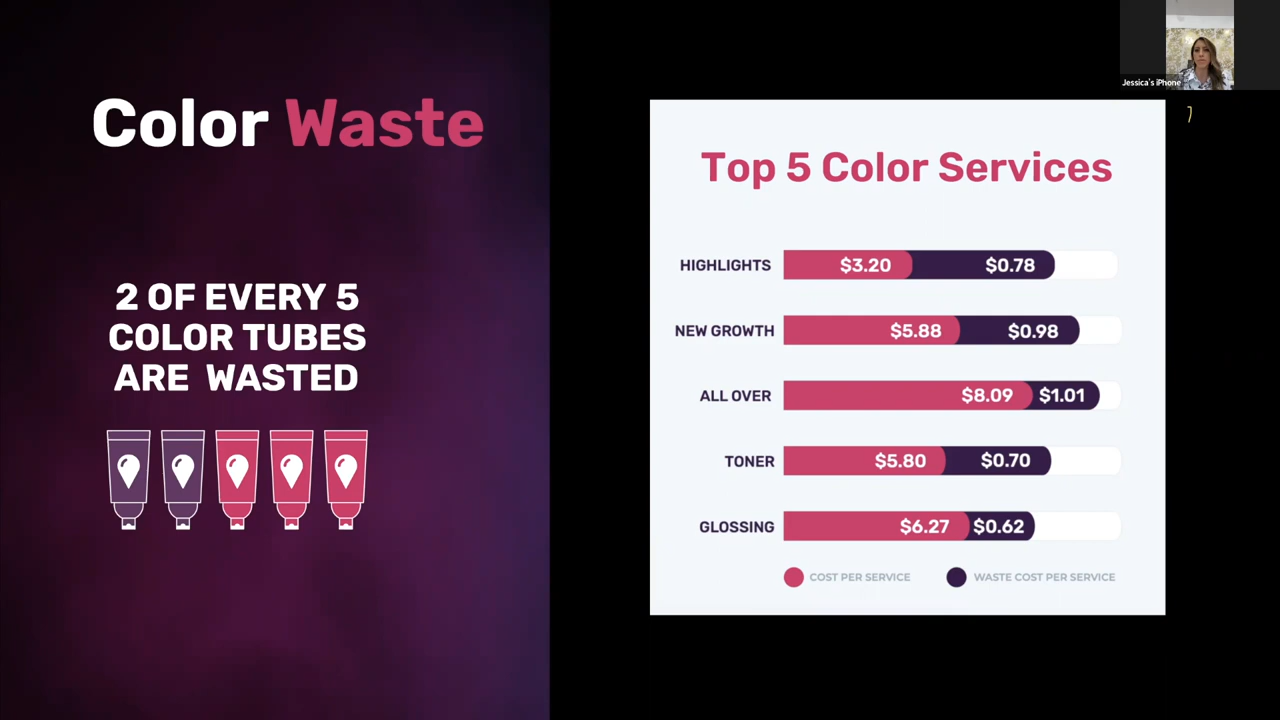 Color Waste
2 OF EVERY 5
COLOR TUBES
ARE WASTED
Jessica's iPhone
Top 5 Color Services
HIGHLIGHTS $3.20 $0.78
NEW GROWTH $5.88 $0.98
ALL OVER $8.09 $1.01
TONER $5.80 $0.70
GLOSSING $6.27 $0.62
COST PER SERVICE WASTE COST PER SERVICE